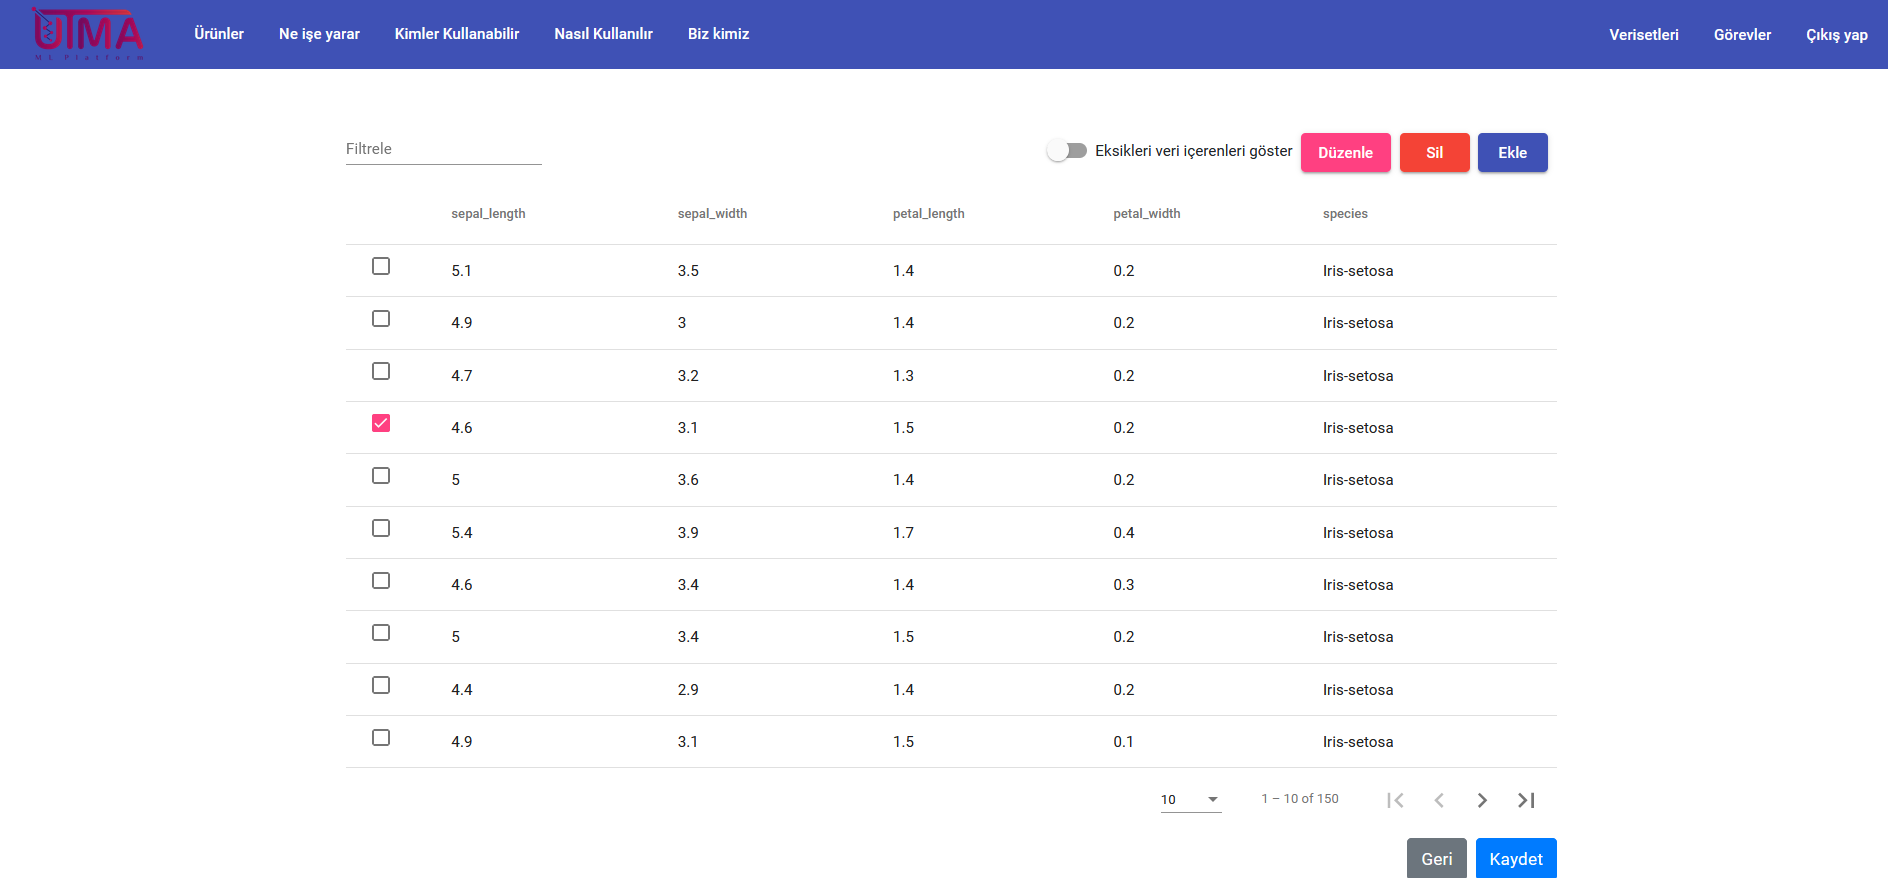 UTMA
ML Platform
Ürünler Ne işe yarar Kimler Kullanabilir Nasıl Kullanılır Biz kimiz Verisetleri Görevler Çıkış yap
Filtrele Eksikleri veri içerenleri göster Düzenle Sil Ekle
sepal_length sepal_width petal_length petal_width species
5.1 3.5 1.4 0.2 Iris-setosa
4.9 3 1.4 0.2 Iris-setosa
4.7 3.2 1.3 0.2 Iris-setosa
4.6 3.1 1.5 0.2 Iris-setosa
5 3.6 1.4 0.2 Iris-setosa
5.4 3.9 1.7 0.4 Iris-setosa
4.6 3.4 1.4 0.3 Iris-setosa
5 3.4 1.5 0.2 Iris-setosa
4.4 2.9 1.4 0.2 Iris-setosa
4.9 3.1 1.5 0.1 Iris-setosa
10 1 – 10 of 150
Geri Kaydet